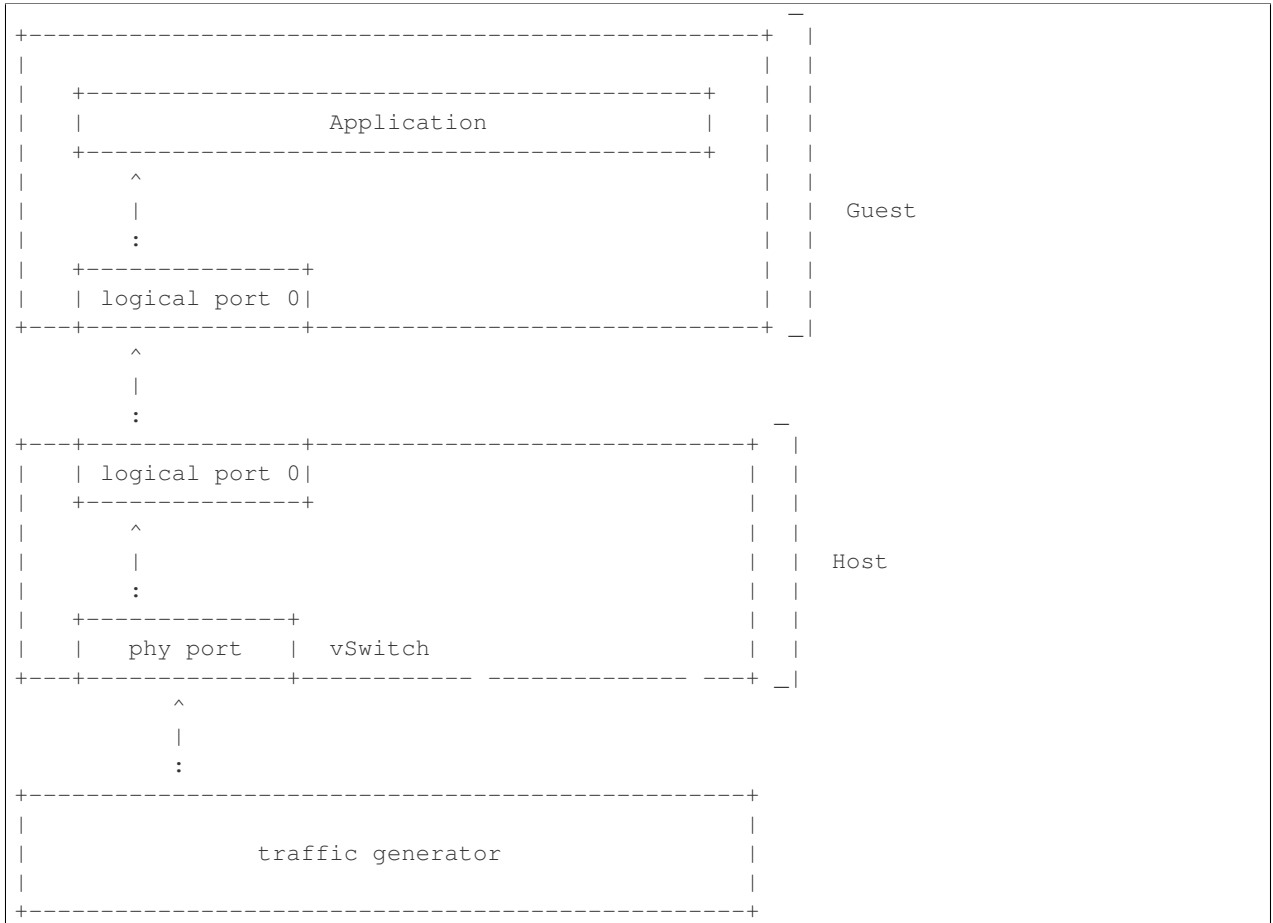 Application
Guest
logical port 0
logical port 0
Host
phy port vSwitch
traffic generator